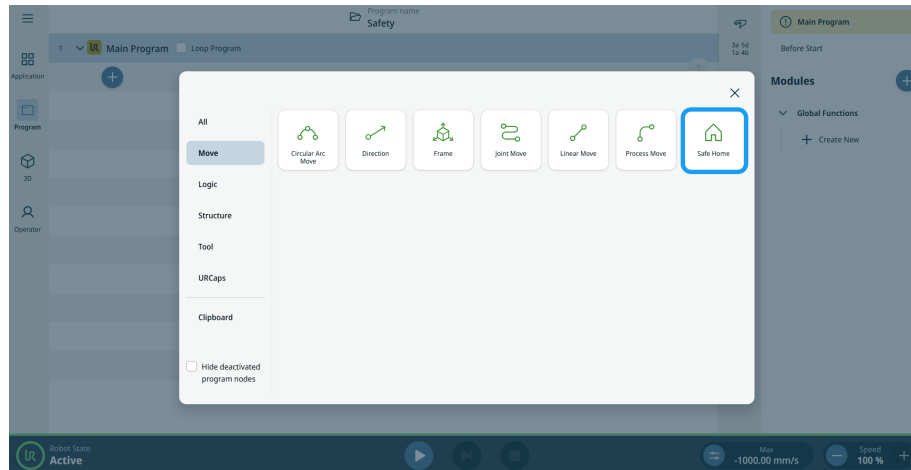 Program name
Safety
Main Program
3a 5d
1a 4b
1
UR
Main Program
Loop Program
Before Start
Application
Program
3D
Operator
Modules
Global Functions
Create New
All
Move
Logic
Structure
Tool
URCaps
Clipboard
Hide deactivated
program nodes
Circular Arc
Move
Direction
Frame
Joint Move
Linear Move
Process Move
Safe Home
UR
Robot State
Active
Max
-1000.00 mm/s
Speed
100 %